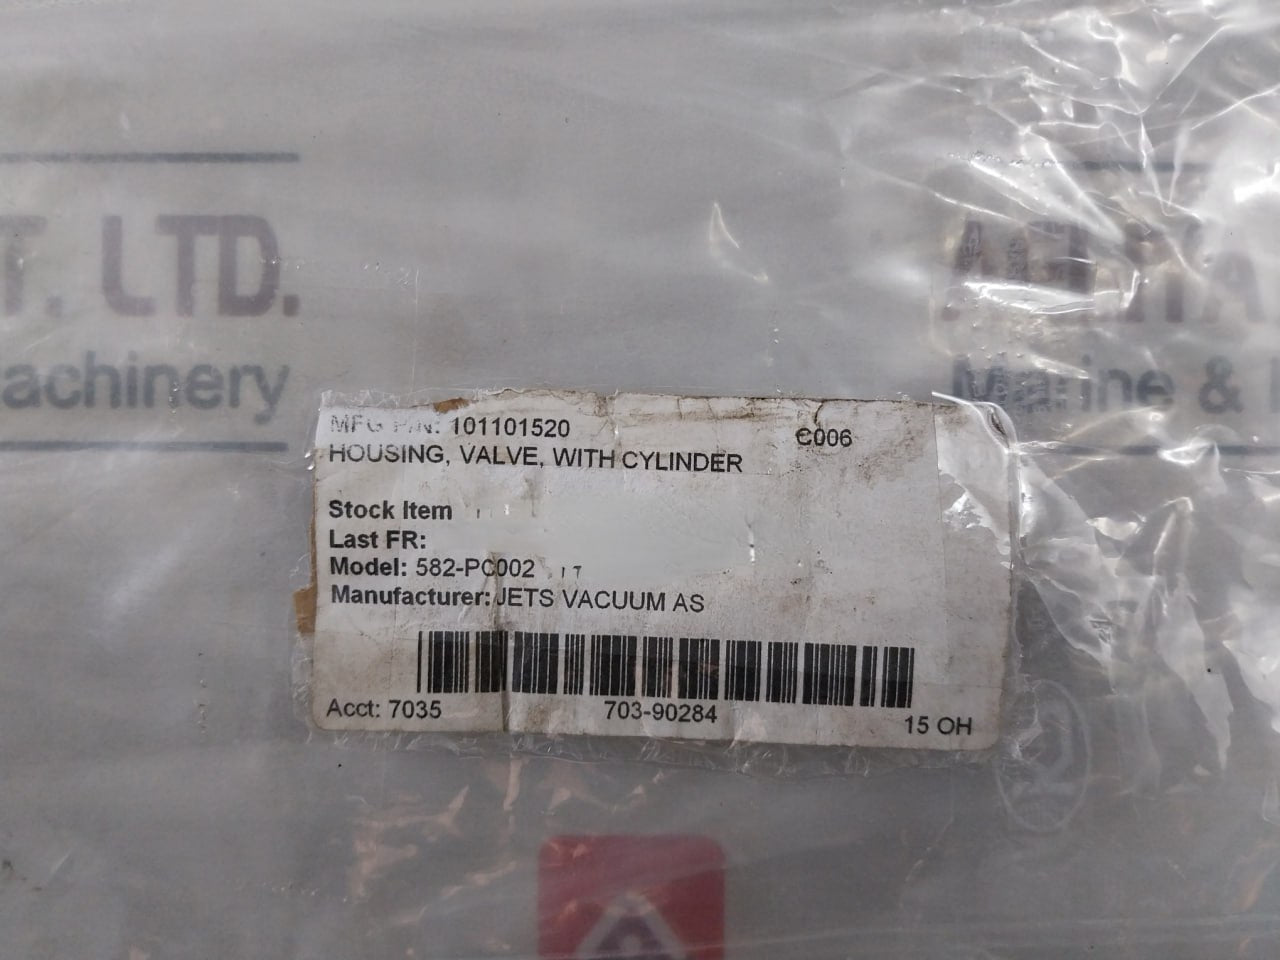 T. LTD.
Machinery
Marine &
MFG P/N: 101101520
C006
HOUSING, VALVE, WITH CYLINDER
Stock Item
Last FR:
Model: 582-PC002
Manufacturer: JETS VACUUM AS
Acct: 7035
703-90284
15 OH